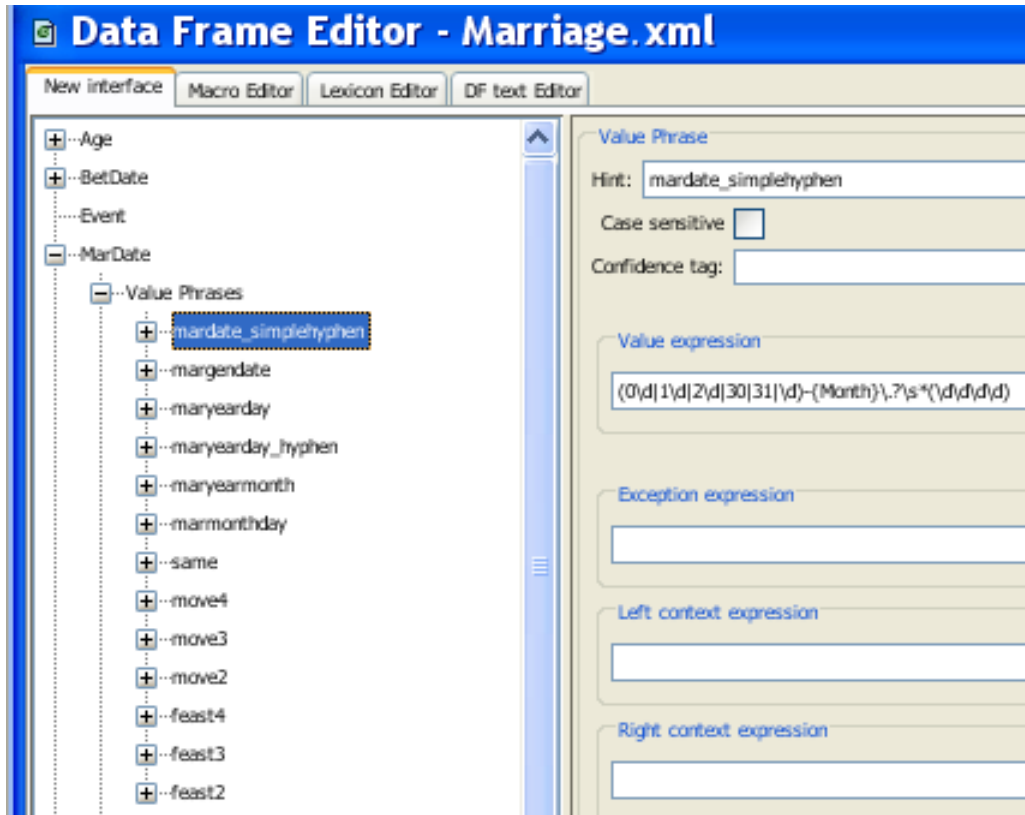 Data Frame Editor - Marriage.xml
New interface
Macro Editor
Lexicon Editor
DF text Editor
Age
BetDate
Event
MarDate
Value Phrases
mardate_simplehyphen
margendate
maryearday
maryearday_hyphen
maryearmonth
marmonthday
same
move4
move3
move2
feast4
feast3
feast2
Value Phrase
Hint: mardate_simplehyphen
Case sensitive
Confidence tag:
Value expression
(0\d|1\d|2\d|30|31|\d)-{Month}\.?\s*(\d\d\d\d)
Exception expression
Left context expression
Right context expression